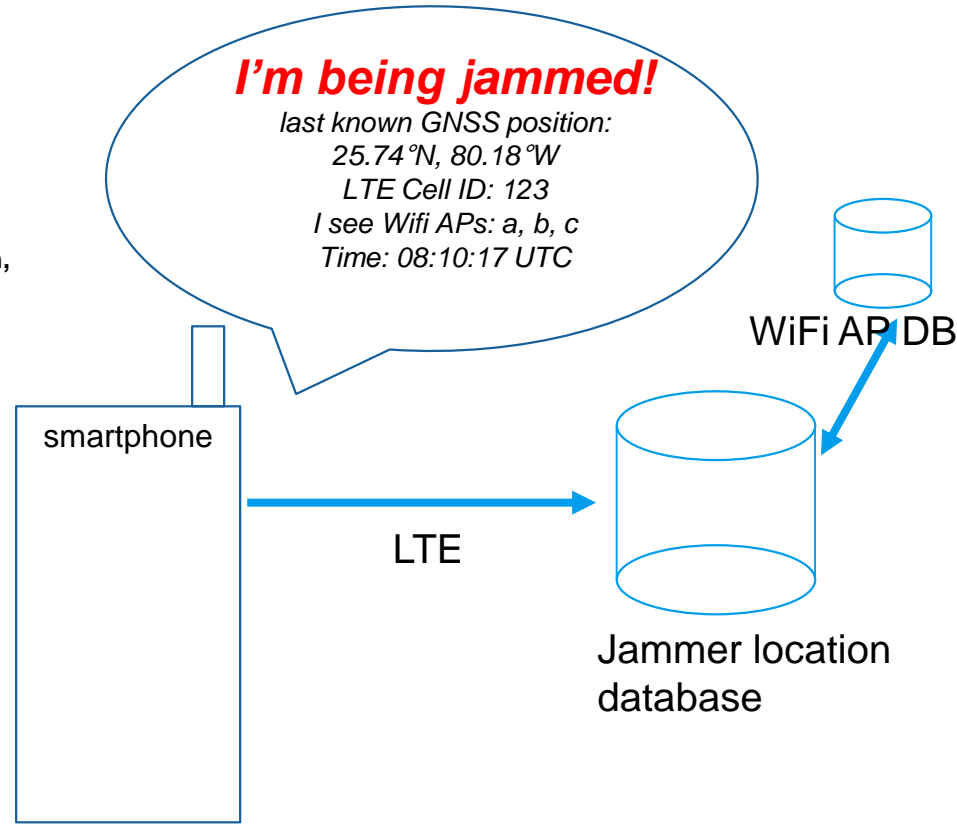 I'm being jammed!
last known GNSS position:
25.74°N, 80.18°W
LTE Cell ID: 123
I see Wifi APs: a, b, c
Time: 08:10:17 UTC
WiFi AP DB
smartphone
LTE
Jammer location
database